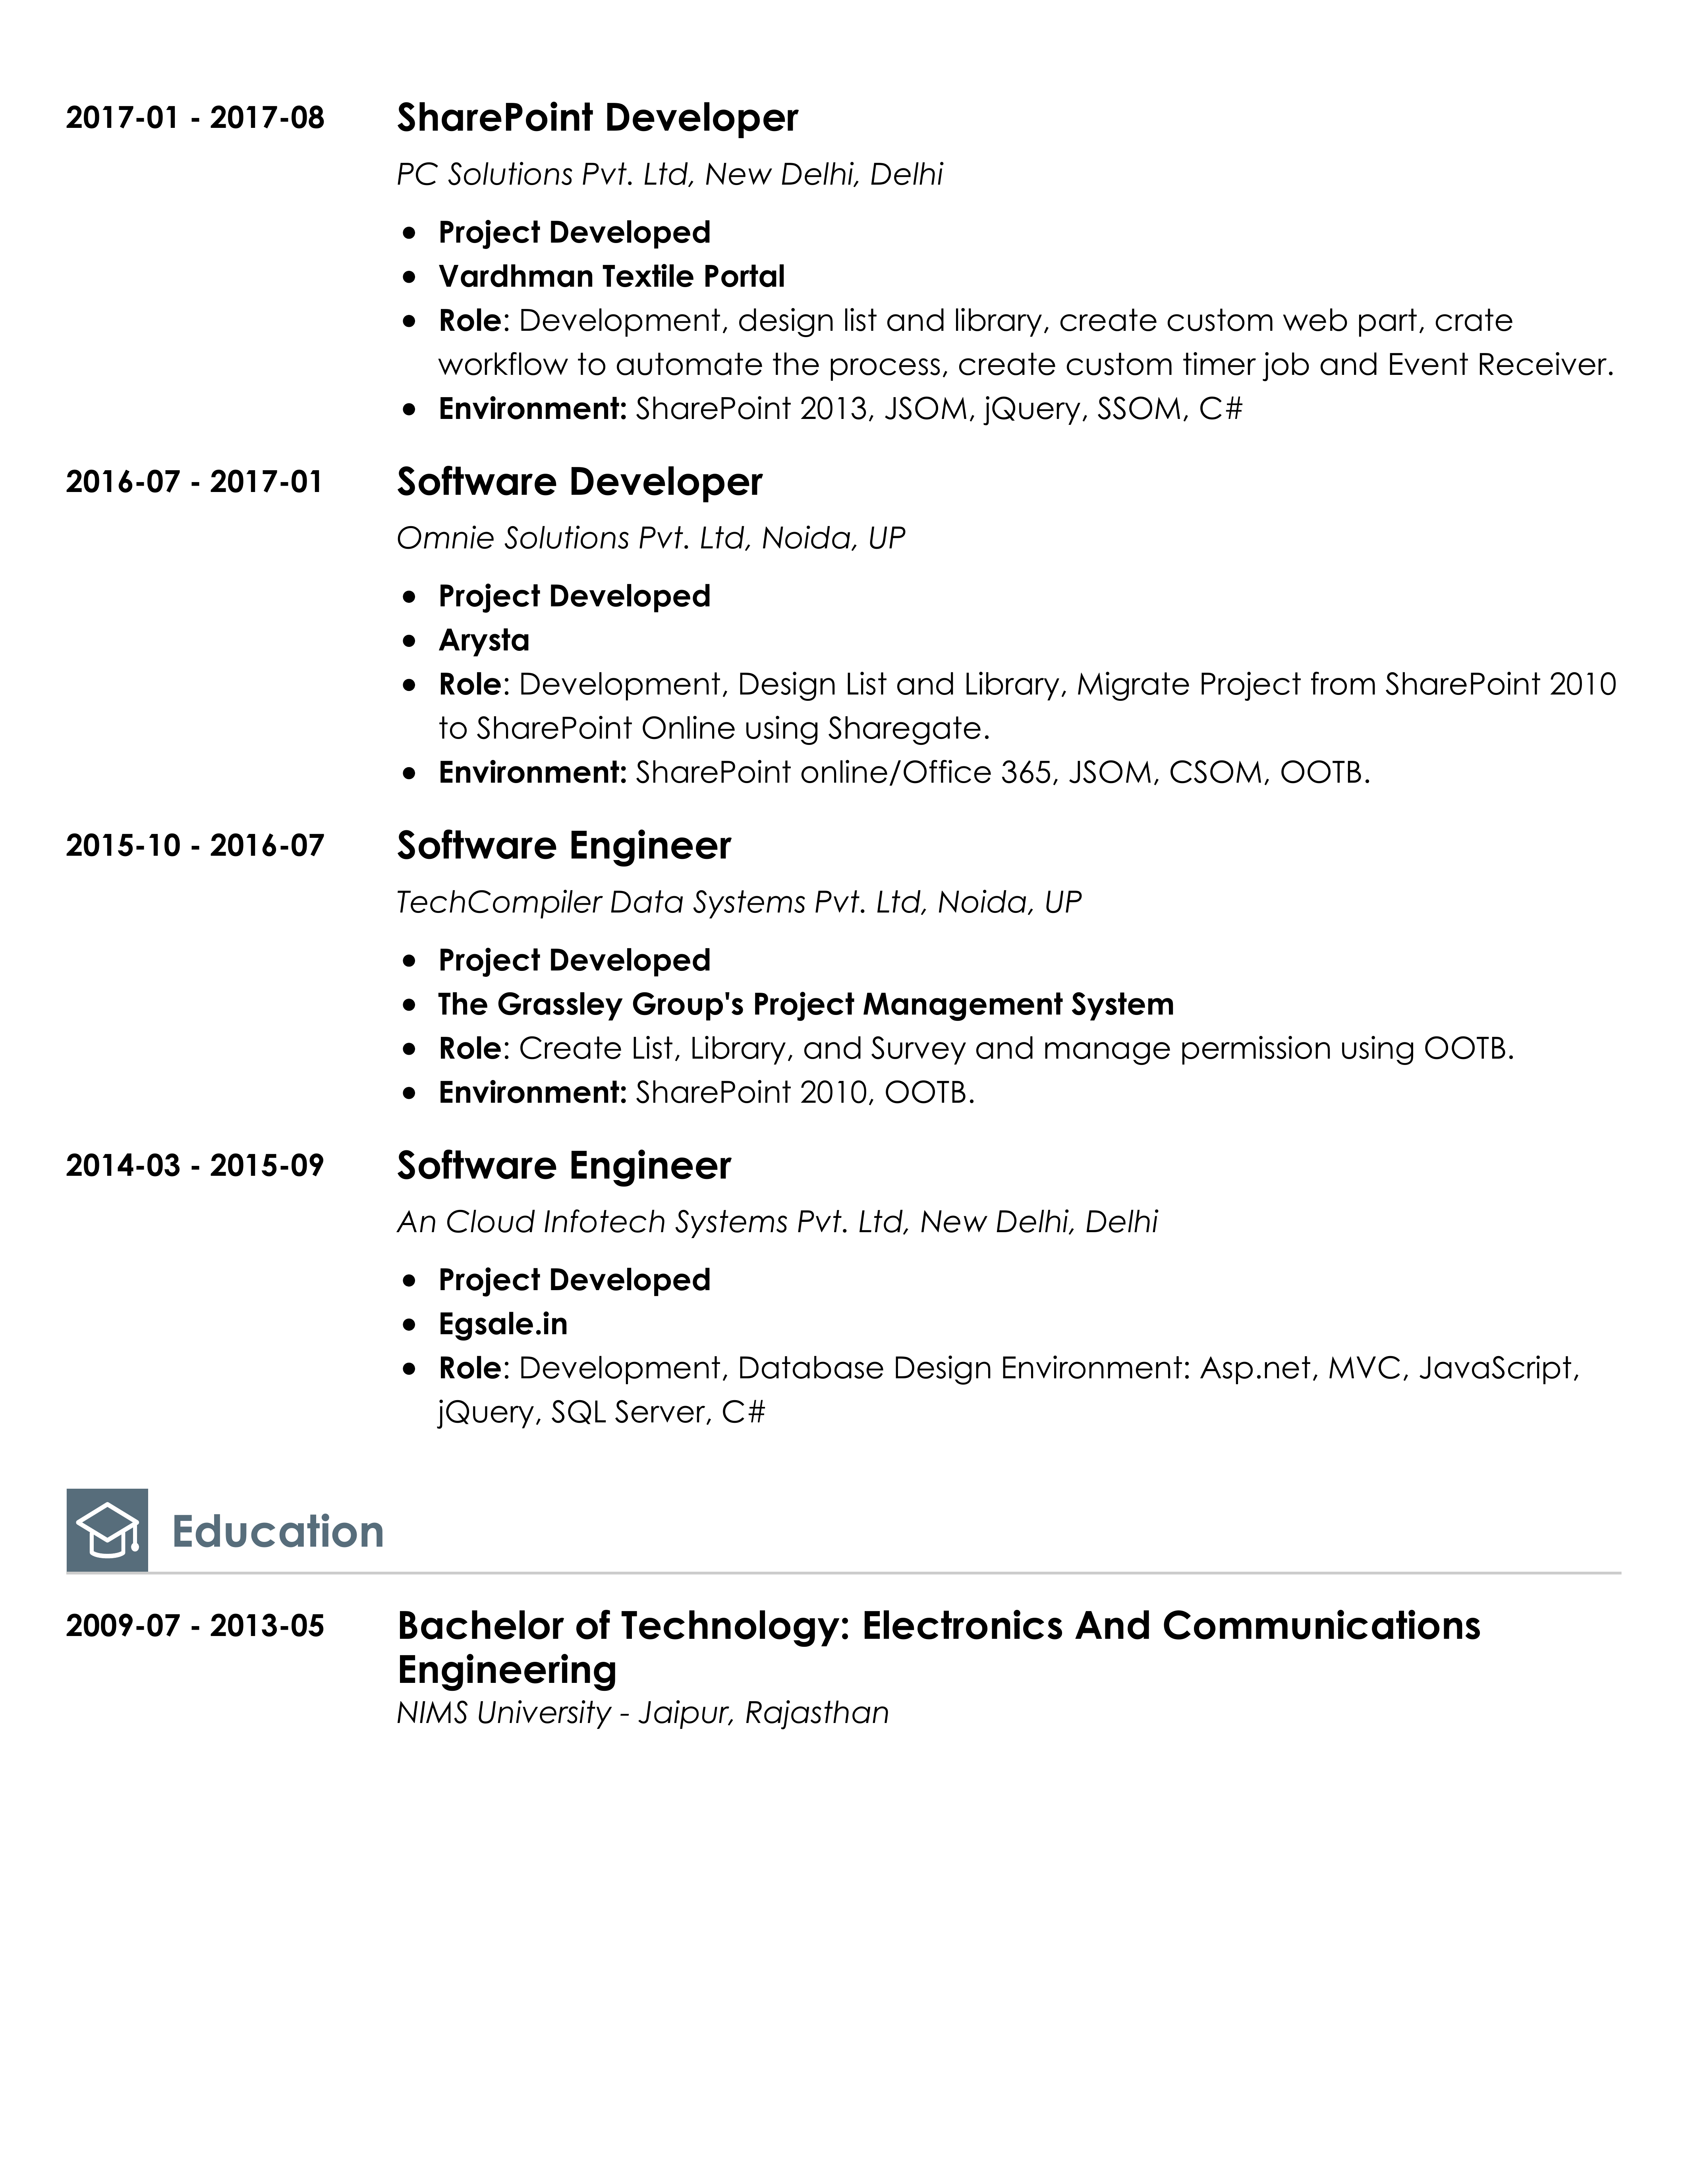 2017-01 - 2017-08 SharePoint Developer
PC Solutions Pvt. Ltd, New Delhi, Delhi
• Project Developed
• Vardhman Textile Portal
• Role: Development, design list and library, create custom web part, crate
workflow to automate the process, create custom timer job and Event Receiver.
• Environment: SharePoint 2013, JSOM, jQuery, SSOM, C#
2016-07 - 2017-01 Software Developer
Omnie Solutions Pvt. Ltd, Noida, UP
• Project Developed
• Arysta
• Role: Development, Design List and Library, Migrate Project from SharePoint 2010
to SharePoint Online using Sharegate.
• Environment: SharePoint online/Office 365, JSOM, CSOM, OOTB.
2015-10 - 2016-07 Software Engineer
TechCompiler Data Systems Pvt. Ltd, Noida, UP
• Project Developed
• The Grassley Group's Project Management System
• Role: Create List, Library, and Survey and manage permission using OOTB.
• Environment: SharePoint 2010, OOTB.
2014-03 - 2015-09 Software Engineer
An Cloud Infotech Systems Pvt. Ltd, New Delhi, Delhi
• Project Developed
• Egsale.in
• Role: Development, Database Design Environment: Asp.net, MVC, JavaScript,
jQuery, SQL Server, C#
Education
2009-07 - 2013-05 Bachelor of Technology: Electronics And Communications
Engineering
NIMS University - Jaipur, Rajasthan